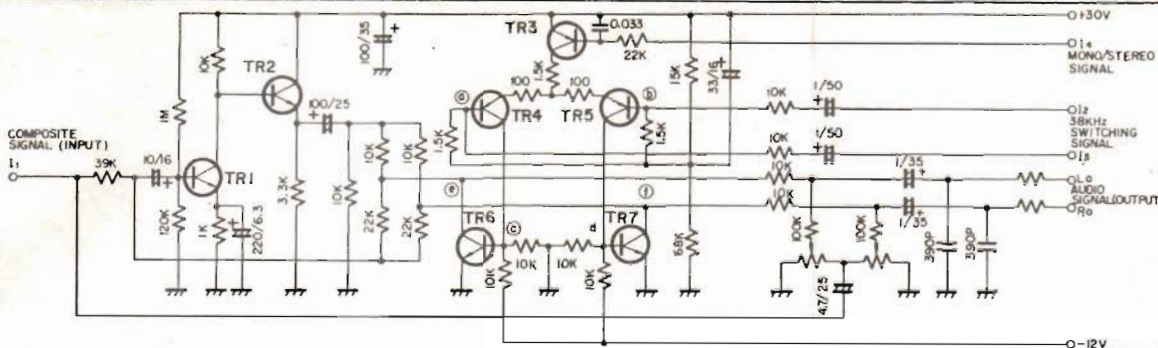 +30V
0.033
TR3
I4
MONO/STEREO
SIGNAL
22K
100/35
10K
TR2
1.5K
15K
33/16
100
100
1/50
10K
I2
38KHz
SWITCHING
SIGNAL
100/25
ⓐ
TR4
TR5
ⓑ
1M
1.5K
1.5K
1/50
10K
COMPOSITE
SIGNAL (INPUT)
I1
39K
10/16
TR1
10K
10K
10K
10K
1/35
1/35
Lo
AUDIO
SIGNAL(OUTPUT)
Ro
3.3K
10K
ⓔ
ⓕ
120K
1K
220/6.3
22K
22K
TR6
ⓒ
d
TR7
10K
10K
10K
10K
68K
100K
100K
4.7/25
390P
390P
-12V